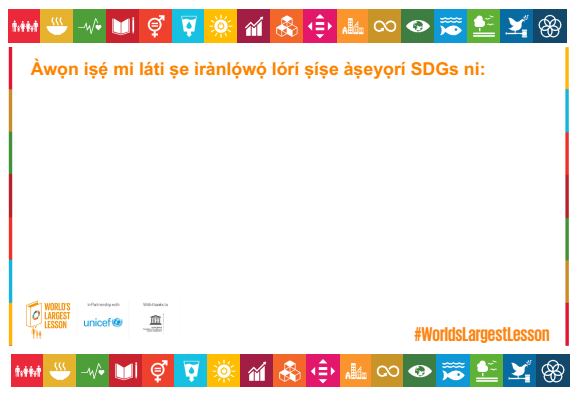 Àwọn iṣẹ́ mi láti ṣe ìrànlọ́wọ́ lórí ṣíṣe àṣeyọrí SDGs ni:
WORLD'S
LARGEST
LESSON
In Partnership with
unicef
With thanks to
#WorldsLargestLesson